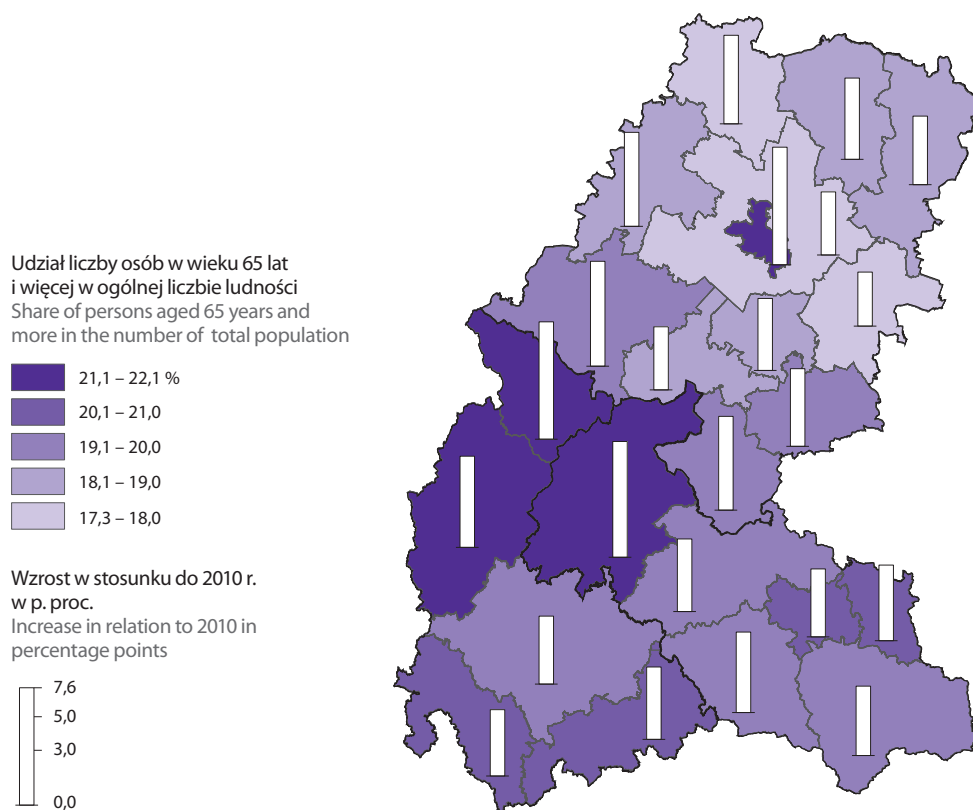 Udział liczby osób w wieku 65 lat
i więcej w ogólnej liczbie ludności
Share of persons aged 65 years and
more in the number of total population
21,1 – 22,1 %
20,1 – 21,0
19,1 – 20,0
18,1 – 19,0
17,3 – 18,0
Wzrost w stosunku do 2010 r.
w p. proc.
Increase in relation to 2010 in
percentage points
7,6
5,0
3,0
0,0